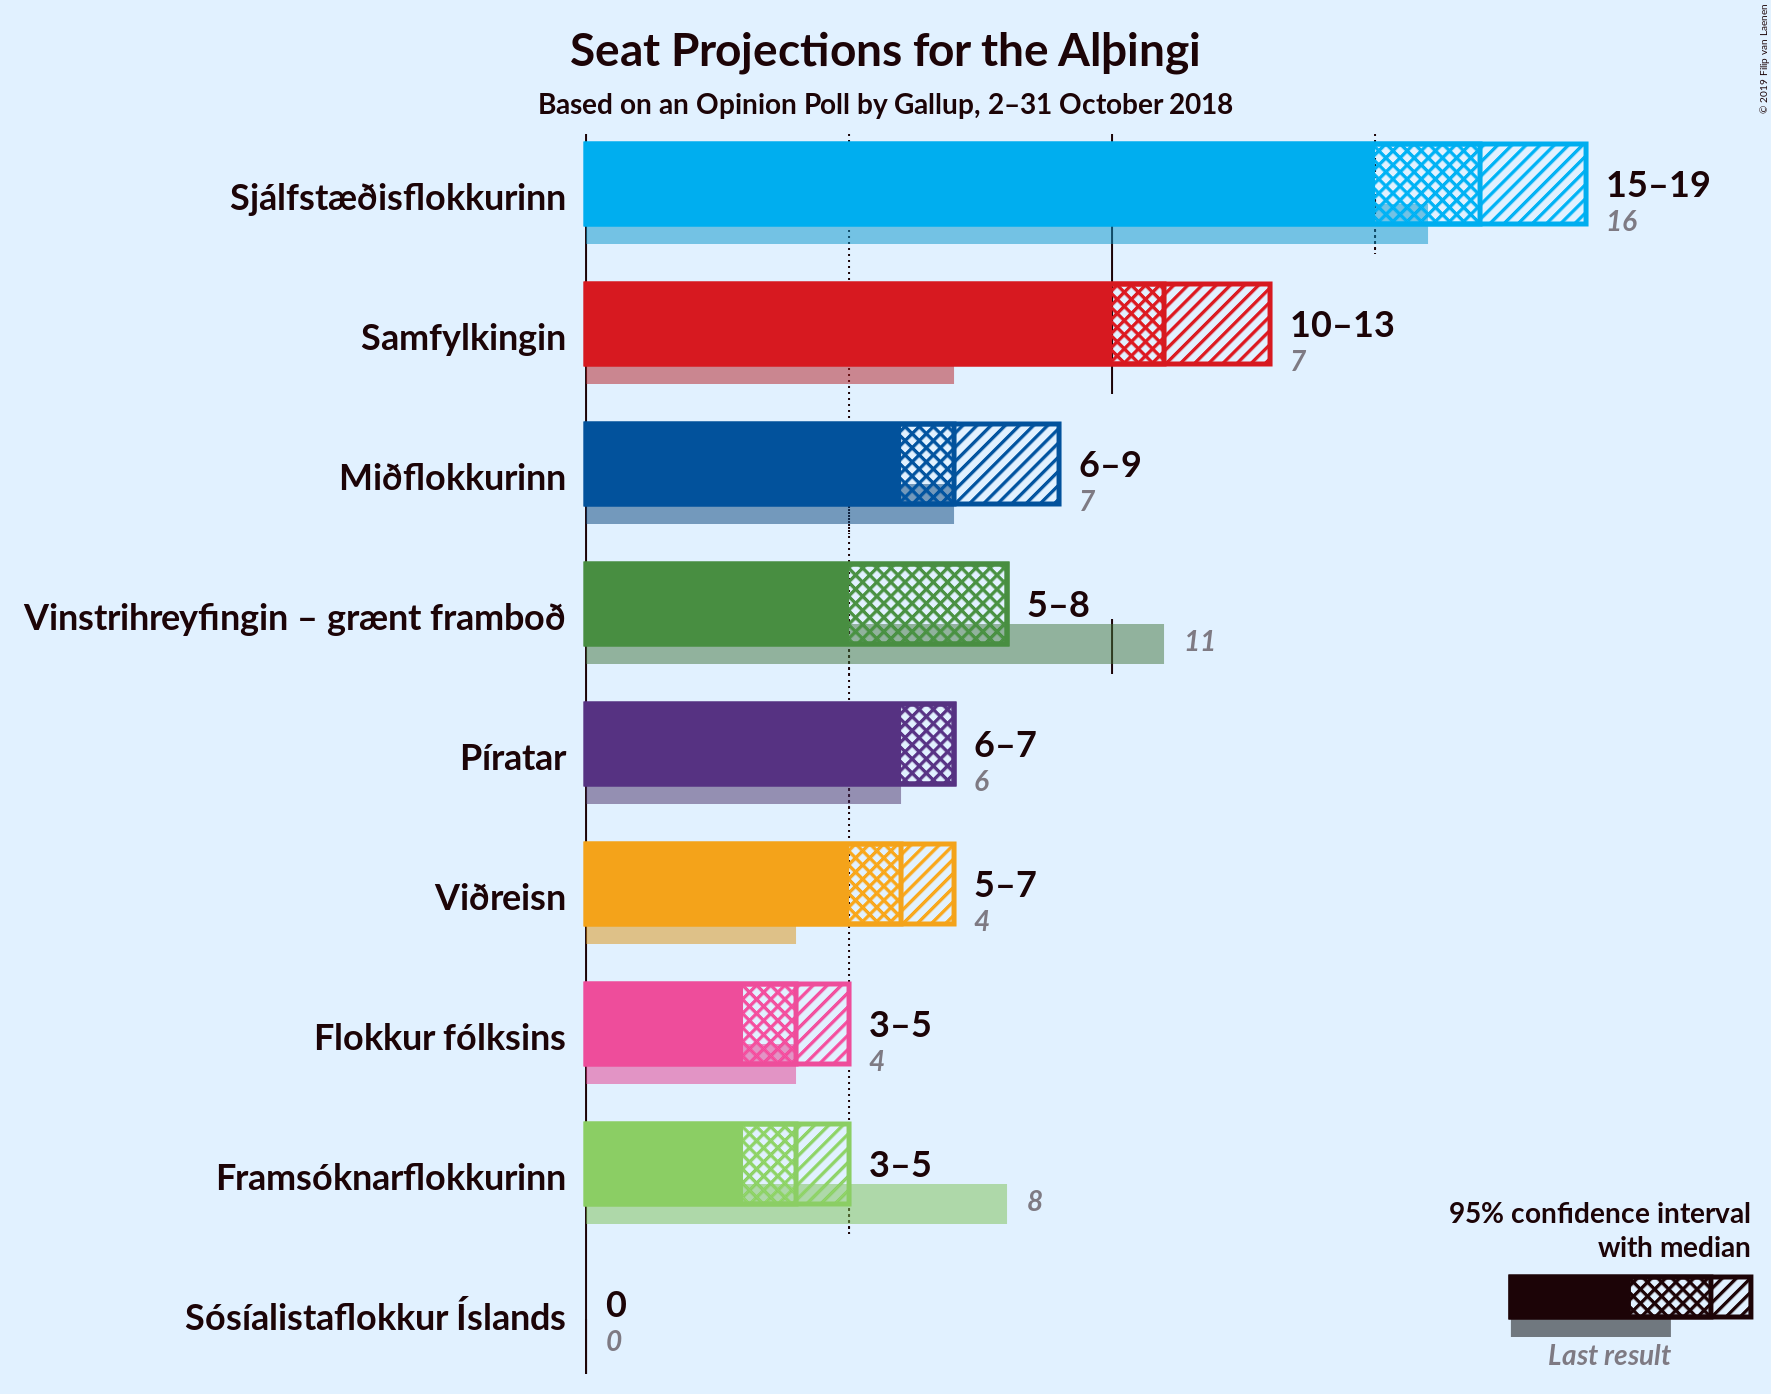 Seat Projections for the Alþingi
Based on an Opinion Poll by Gallup, 2–31 October 2018
© 2019 Filip van Laenen
Sjálfstæðisflokkurinn
15–19
16
Samfylkingin
10–13
7
Miðflokkurinn
6–9
7
Vinstrihreyfingin – grænt framboð
5–8
11
Píratar
6–7
6
Viðreisn
5–7
4
Flokkur fólksins
3–5
4
Framsóknarflokkurinn
3–5
8
Sósíalistaflokkur Íslands
0
0
95% confidence interval
with median
Last result